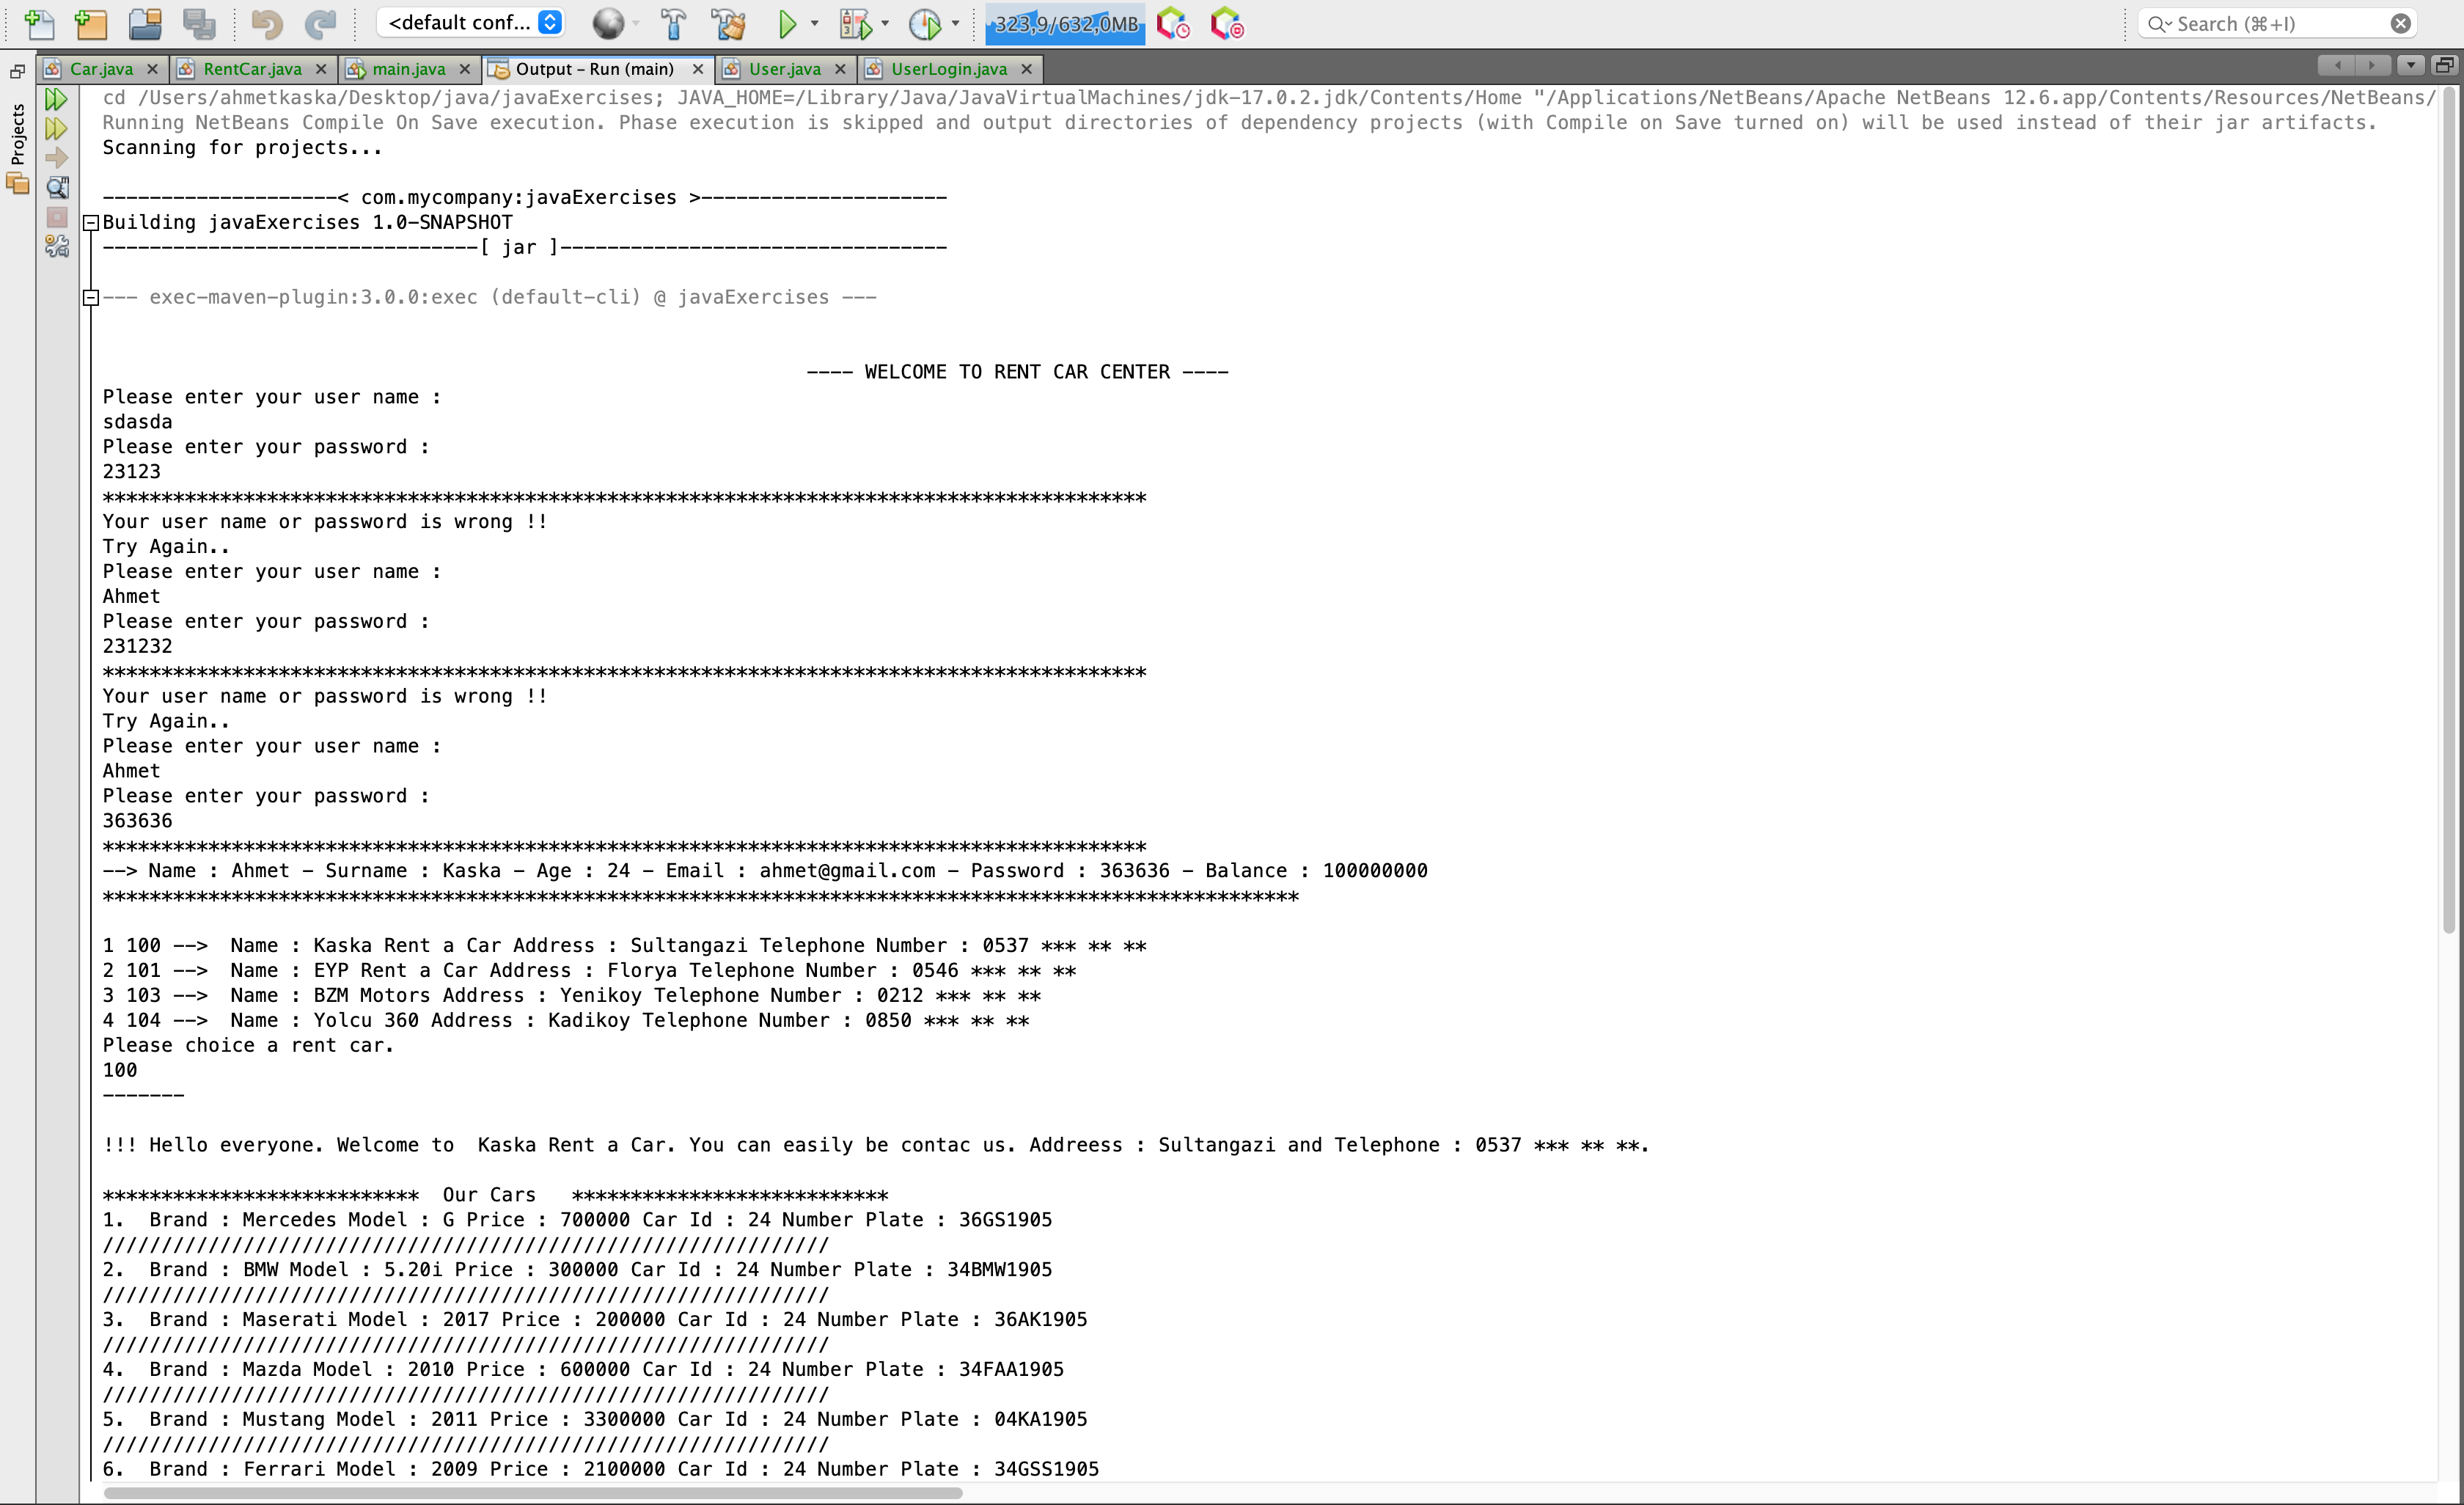 <default conf...
323,9/632,0MB
Search (⌘+I)
Car.java
RentCar.java
main.java
Output – Run (main)
User.java
UserLogin.java
Projects
cd /Users/ahmetkaska/Desktop/java/javaExercises; JAVA_HOME=/Library/Java/JavaVirtualMachines/jdk-17.0.2.jdk/Contents/Home "/Applications/NetBeans/Apache NetBeans 12.6.app/Contents/Resources/NetBeans/
Running NetBeans Compile On Save execution. Phase execution is skipped and output directories of dependency projects (with Compile on Save turned on) will be used instead of their jar artifacts.
Scanning for projects...
--------------------< com.mycompany:javaExercises >---------------------
Building javaExercises 1.0-SNAPSHOT
--------------------------------[ jar ]---------------------------------
--- exec-maven-plugin:3.0.0:exec (default-cli) @ javaExercises ---
---- WELCOME TO RENT CAR CENTER ----
Please enter your user name :
sdasda
Please enter your password :
23123
*****************************************************************************************
Your user name or password is wrong !!
Try Again..
Please enter your user name :
Ahmet
Please enter your password :
231232
*****************************************************************************************
Your user name or password is wrong !!
Try Again..
Please enter your user name :
Ahmet
Please enter your password :
363636
*****************************************************************************************
--> Name : Ahmet - Surname : Kaska - Age : 24 - Email : ahmet@gmail.com - Password : 363636 - Balance : 100000000
******************************************************************************************************
1 100 -->  Name : Kaska Rent a Car Address : Sultangazi Telephone Number : 0537 *** ** **
2 101 -->  Name : EYP Rent a Car Address : Florya Telephone Number : 0546 *** ** **
3 103 -->  Name : BZM Motors Address : Yenikoy Telephone Number : 0212 *** ** **
4 104 -->  Name : Yolcu 360 Address : Kadikoy Telephone Number : 0850 *** ** **
Please choice a rent car.
100
-------
!!! Hello everyone. Welcome to  Kaska Rent a Car. You can easily be contac us. Addreess : Sultangazi and Telephone : 0537 *** ** **.
***************************  Our Cars   ***************************
1.  Brand : Mercedes Model : G Price : 700000 Car Id : 24 Number Plate : 36GS1905
//////////////////////////////////////////////////////////////
2.  Brand : BMW Model : 5.20i Price : 300000 Car Id : 24 Number Plate : 34BMW1905
//////////////////////////////////////////////////////////////
3.  Brand : Maserati Model : 2017 Price : 200000 Car Id : 24 Number Plate : 36AK1905
//////////////////////////////////////////////////////////////
4.  Brand : Mazda Model : 2010 Price : 600000 Car Id : 24 Number Plate : 34FAA1905
//////////////////////////////////////////////////////////////
5.  Brand : Mustang Model : 2011 Price : 3300000 Car Id : 24 Number Plate : 04KA1905
//////////////////////////////////////////////////////////////
6.  Brand : Ferrari Model : 2009 Price : 2100000 Car Id : 24 Number Plate : 34GSS1905